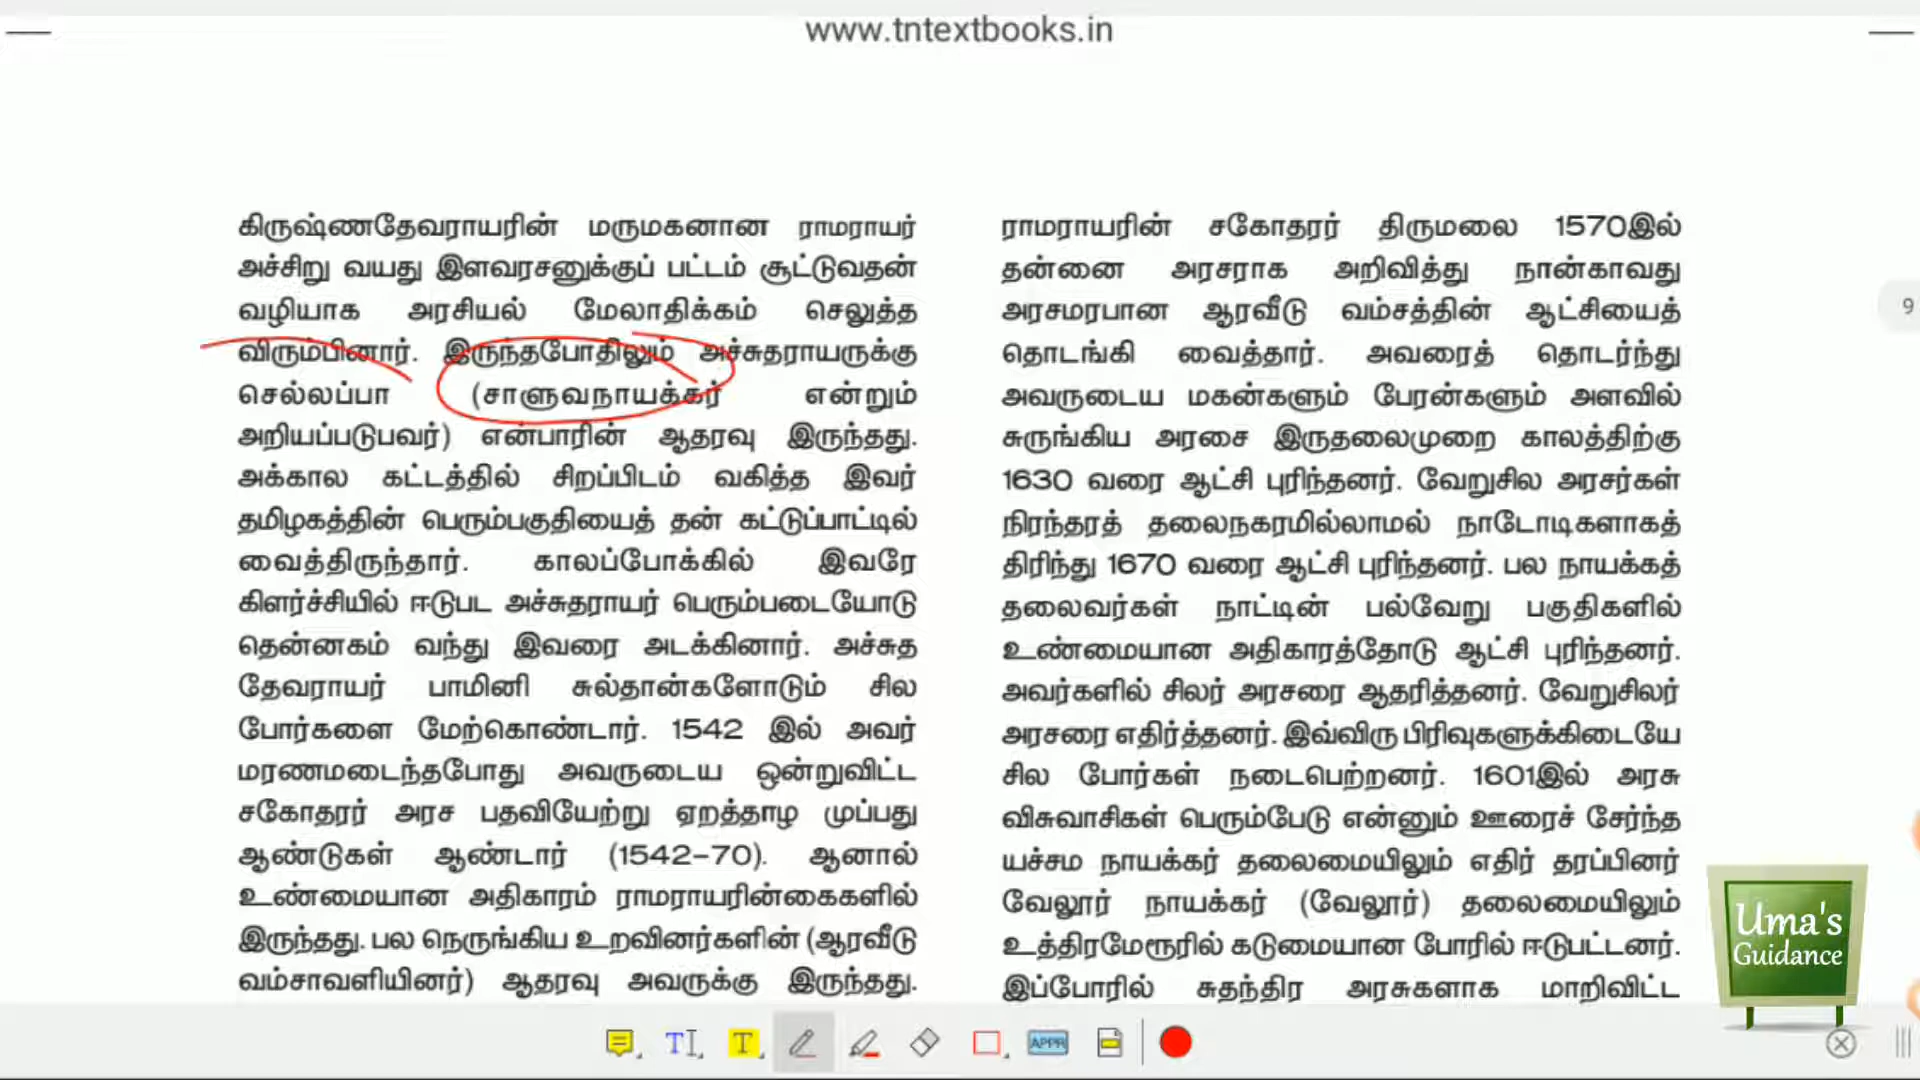 www.tntextbooks.in
கிருஷ்ணதேவராயரின் மருமகனான ராமராயர்
அச்சிறு வயது இளவரசனுக்குப் பட்டம் சூட்டுவதன்
வழியாக அரசியல் மேலாதிக்கம் செலுத்த
விரும்பினார். இருந்தபோதிலும் அச்சுதராயருக்கு
செல்லப்பா (சாளுவநாயக்கர் என்றும்
அறியப்படுபவர்) என்பாரின் ஆதரவு இருந்தது.
அக்கால கட்டத்தில் சிறப்பிடம் வகித்த இவர்
தமிழகத்தின் பெரும்பகுதியைத் தன் கட்டுப்பாட்டில்
வைத்திருந்தார். காலப்போக்கில் இவரே
கிளர்ச்சியில் ஈடுபட அச்சுதராயர் பெரும்படையோடு
தென்னகம் வந்து இவரை அடக்கினார். அச்சுத
தேவராயர் பாமினி சுல்தான்களோடும் சில
போர்களை மேற்கொண்டார். 1542 இல் அவர்
மரணமடைந்தபோது அவருடைய ஒன்றுவிட்ட
சகோதரர் அரச பதவியேற்று ஏறத்தாழ முப்பது
ஆண்டுகள் ஆண்டார் (1542–70). ஆனால்
உண்மையான அதிகாரம் ராமராயரின்கைகளில்
இருந்தது. பல நெருங்கிய உறவினர்களின் (ஆரவீடு
வம்சாவளியினர்) ஆதரவு அவருக்கு இருந்தது.
ராமராயரின் சகோதரர் திருமலை 1570இல்
தன்னை அரசராக அறிவித்து நான்காவது
அரசமரபான ஆரவீடு வம்சத்தின் ஆட்சியைத்
தொடங்கி வைத்தார். அவரைத் தொடர்ந்து
அவருடைய மகன்களும் பேரன்களும் அளவில்
சுருங்கிய அரசை இருதலைமுறை காலத்திற்கு
1630 வரை ஆட்சி புரிந்தனர். வேறுசில அரசர்கள்
நிரந்தரத் தலைநகரமில்லாமல் நாடோடிகளாகத்
திரிந்து 1670 வரை ஆட்சி புரிந்தனர். பல நாயக்கத்
தலைவர்கள் நாட்டின் பல்வேறு பகுதிகளில்
உண்மையான அதிகாரத்தோடு ஆட்சி புரிந்தனர்.
அவர்களில் சிலர் அரசரை ஆதரித்தனர். வேறுசிலர்
அரசரை எதிர்த்தனர். இவ்விரு பிரிவுகளுக்கிடையே
சில போர்கள் நடைபெற்றனர். 1601இல் அரசு
விசுவாசிகள் பெரும்பேடு என்னும் ஊரைச் சேர்ந்த
யச்சம நாயக்கர் தலைமையிலும் எதிர் தரப்பினர்
வேலூர் நாயக்கர் (வேலூர்) தலைமையிலும்
உத்திரமேரூரில் கடுமையான போரில் ஈடுபட்டனர்.
இப்போரில் சுதந்திர அரசுகளாக மாறிவிட்ட
9
Uma's
Guidance
APPR